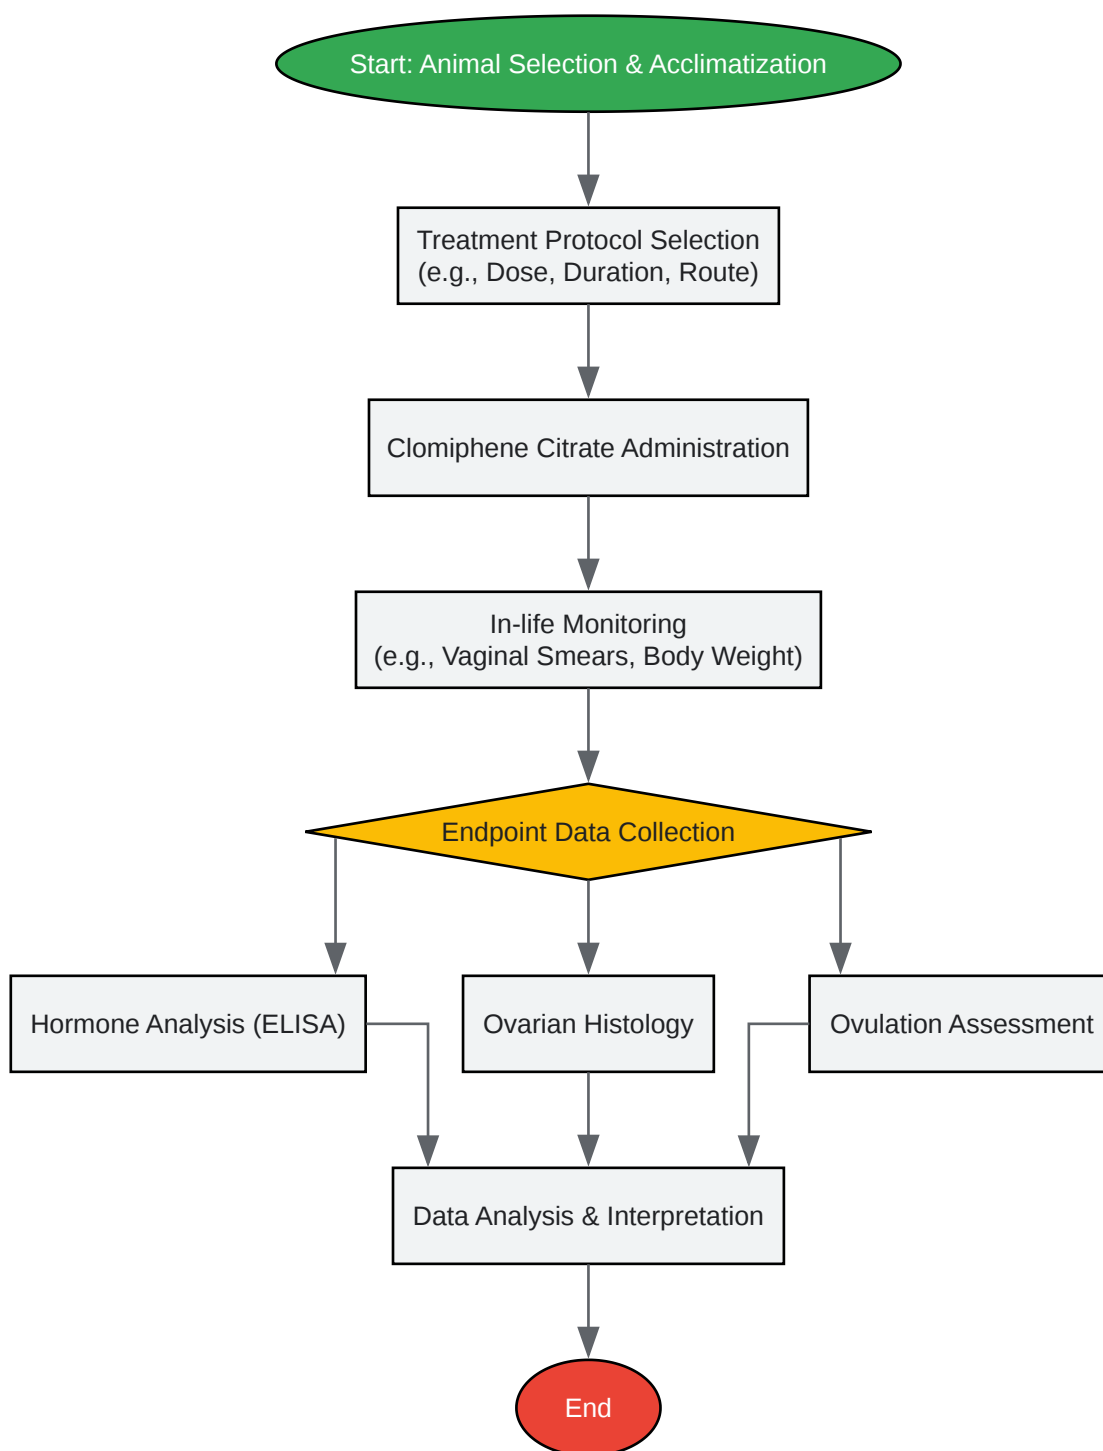 Start: Animal Selection & Acclimatization
Treatment Protocol Selection
(e.g., Dose, Duration, Route)
Clomiphene Citrate Administration
In-life Monitoring
(e.g., Vaginal Smears, Body Weight)
Endpoint Data Collection
Hormone Analysis (ELISA)
Ovarian Histology
Ovulation Assessment
Data Analysis & Interpretation
End